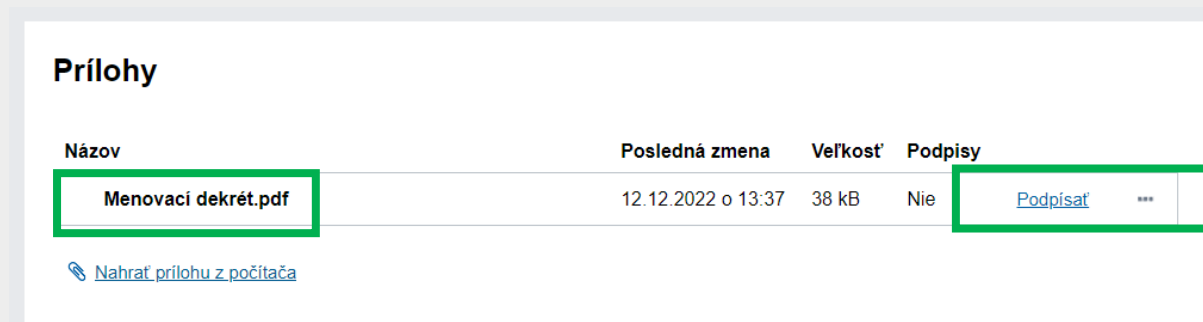 Prílohy
Názov Posledná zmena Veľkosť Podpisy
Menovací dekrét.pdf 12.12.2022 o 13:37 38 kB Nie Podpísať
Nahrať prílohu z počítača